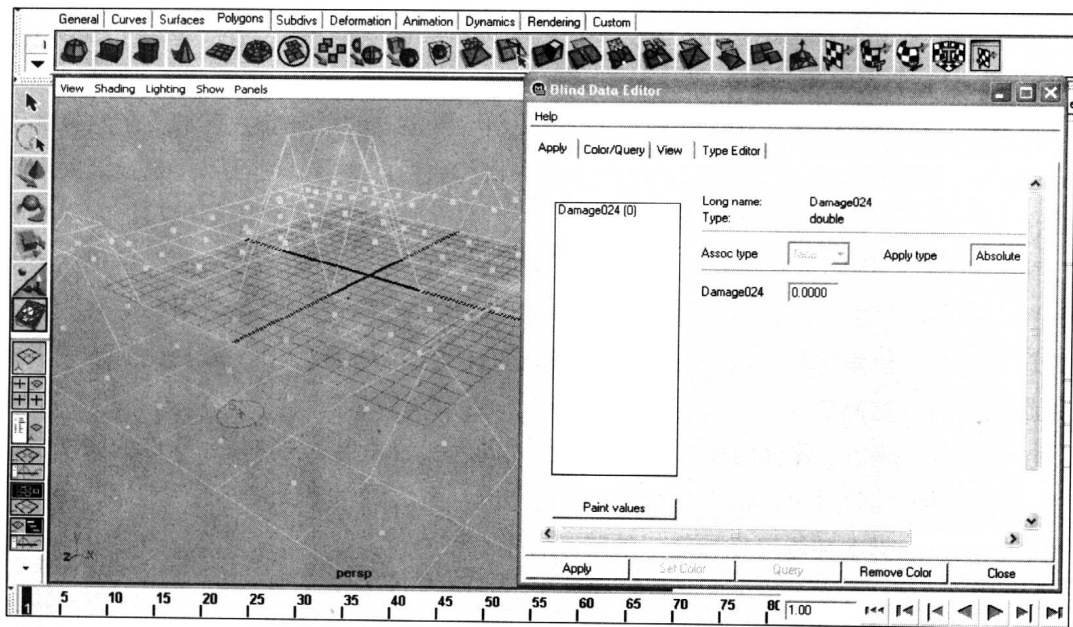 General Curves Surfaces Polygons Subdivs Deformation Animation Dynamics Rendering Custom
View Shading Lighting Show Panels
Blind Data Editor
Help
Apply Color/Query View Type Editor
Damage024 (0)
Long name: Damage024
Type: double
Assoc type face Apply type Absolute
Damage024 0.0000
Paint values
Apply Set Color Query Remove Color Close
y
z x
persp
1 5 10 15 20 25 30 35 40 45 50 55 60 65 70 75 80 1.00